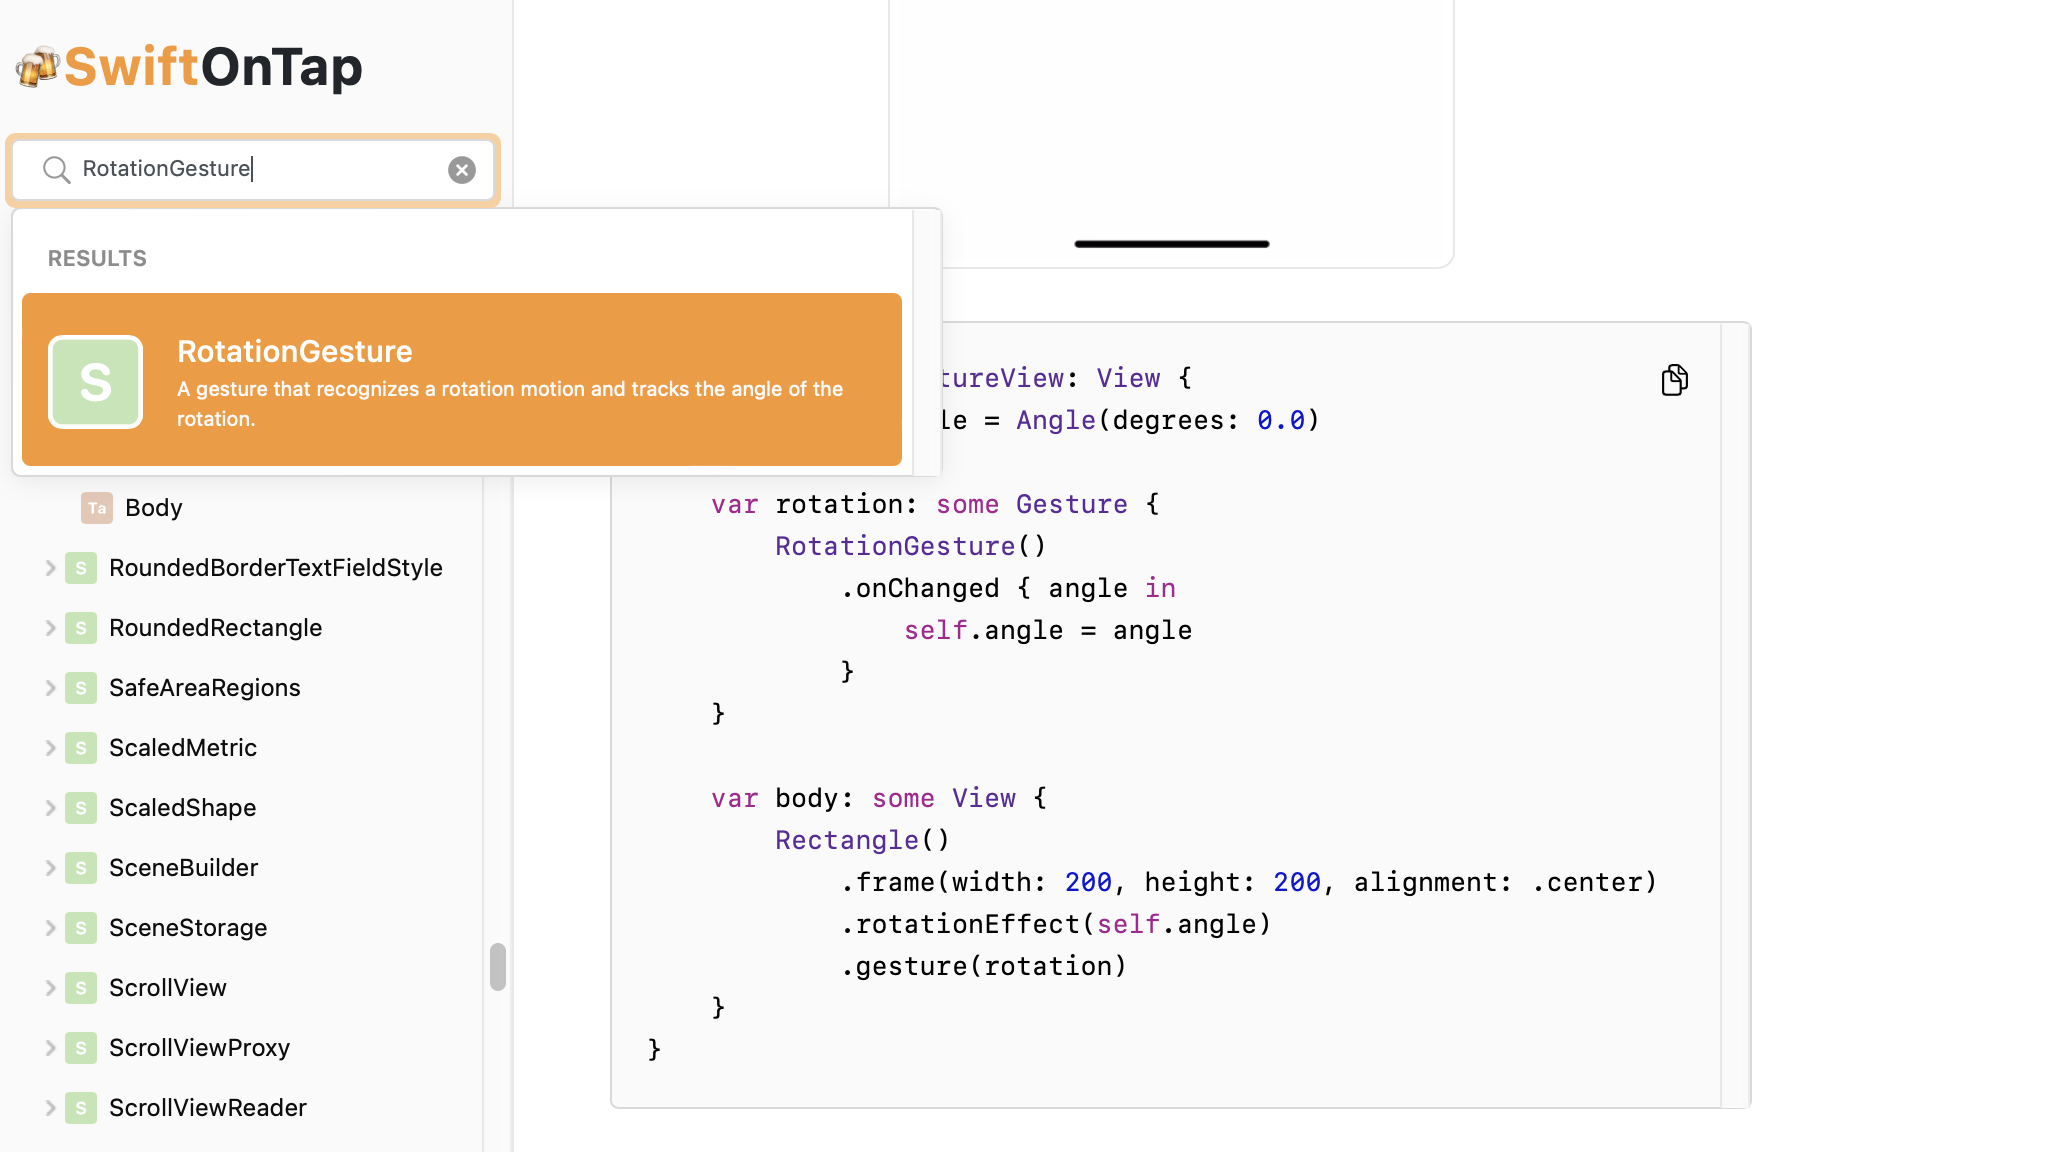 SwiftOnTap
RotationGesture
RESULTS
S
RotationGesture
A gesture that recognizes a rotation motion and tracks the angle of the
rotation.
Ta Body
S RoundedBorderTextFieldStyle
S RoundedRectangle
S SafeAreaRegions
S ScaledMetric
S ScaledShape
S SceneBuilder
S SceneStorage
S ScrollView
S ScrollViewProxy
S ScrollViewReader
tureView: View {
le = Angle(degrees: 0.0)
var rotation: some Gesture {
RotationGesture()
.onChanged { angle in
self.angle = angle
}
}
var body: some View {
Rectangle()
.frame(width: 200, height: 200, alignment: .center)
.rotationEffect(self.angle)
.gesture(rotation)
}
}